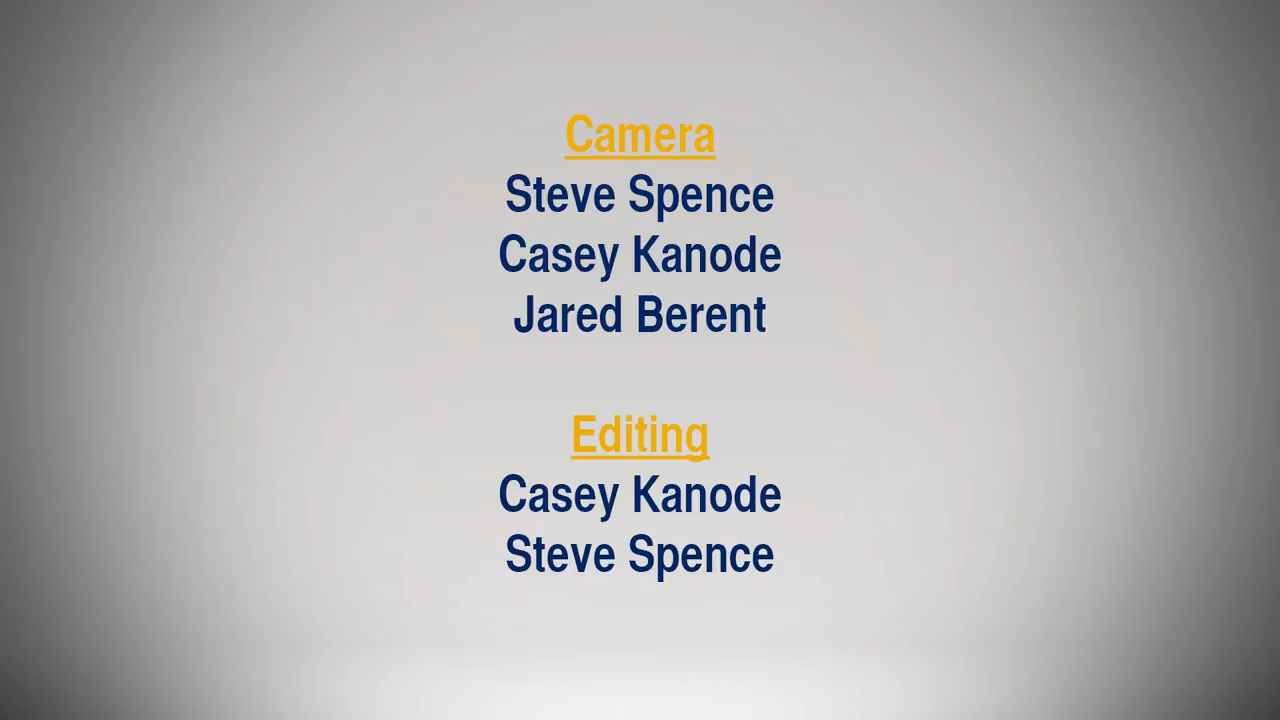 Camera
Steve Spence
Casey Kanode
Jared Berent
Editing
Casey Kanode
Steve Spence